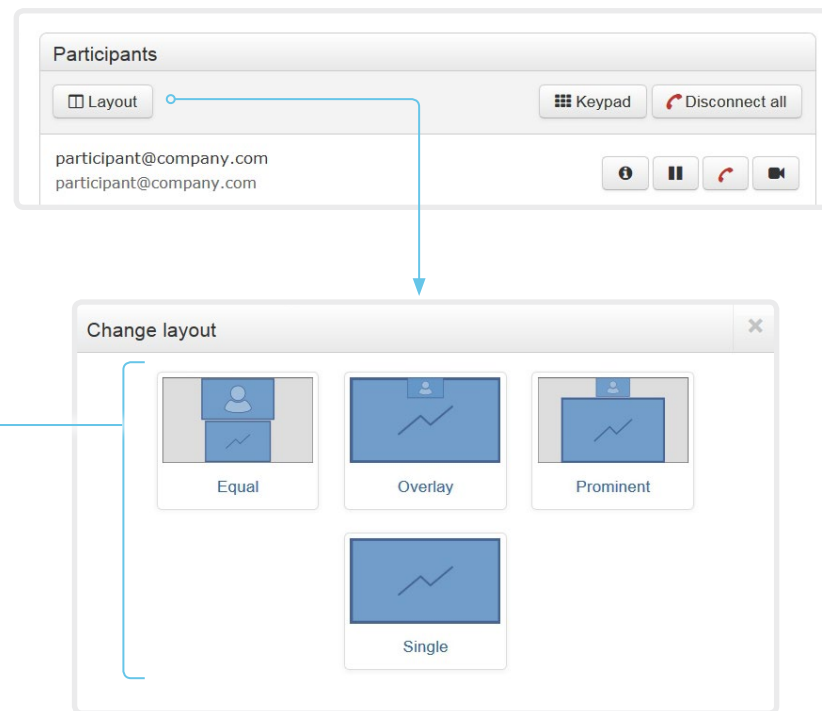 Participants
Layout
Keypad
Disconnect all
participant@company.com
participant@company.com
Change layout
Equal
Overlay
Prominent
Single